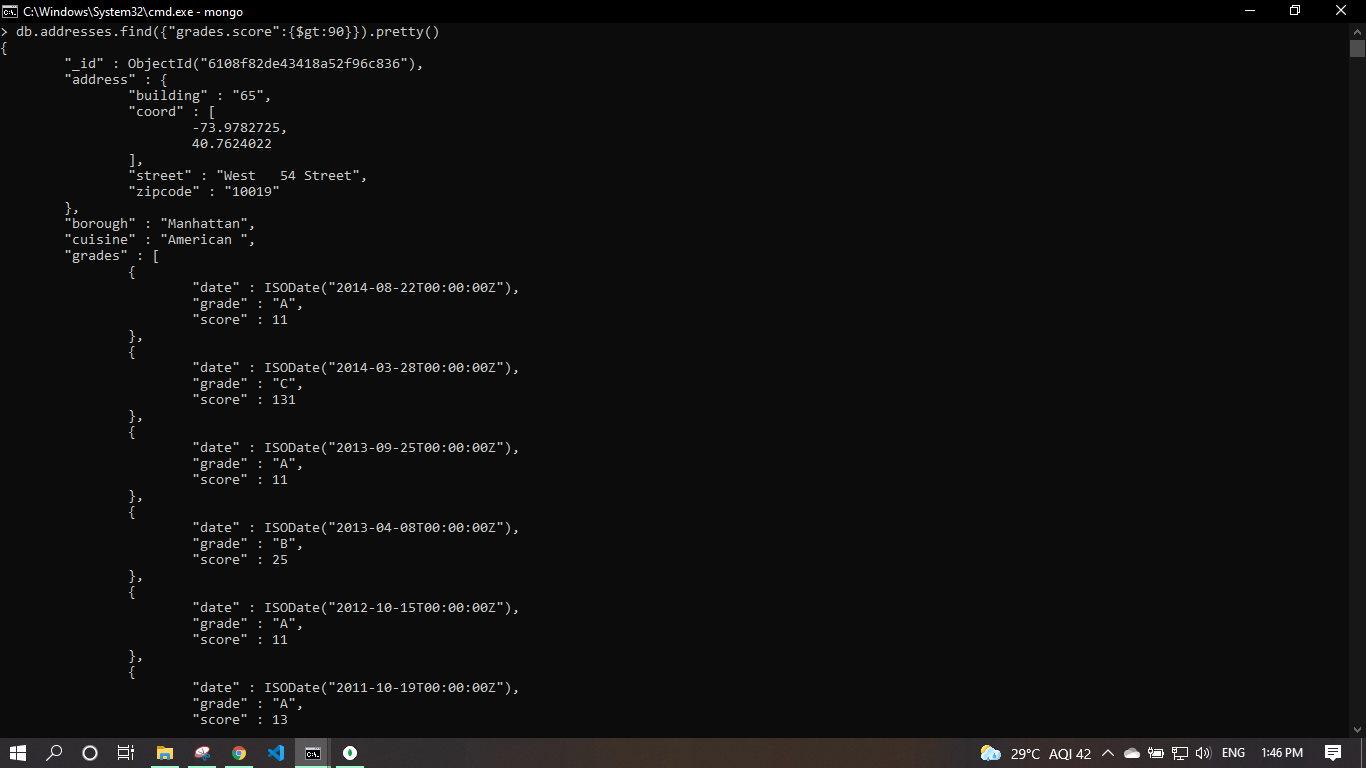 C:\Windows\System32\cmd.exe - mongo
> db.addresses.find({"grades.score":{$gt:90}}).pretty()
{
        "_id" : ObjectId("6108f82de43418a52f96c836"),
        "address" : {
                "building" : "65",
                "coord" : [
                        -73.9782725,
                        40.7624022
                ],
                "street" : "West   54 Street",
                "zipcode" : "10019"
        },
        "borough" : "Manhattan",
        "cuisine" : "American ",
        "grades" : [
                {
                        "date" : ISODate("2014-08-22T00:00:00Z"),
                        "grade" : "A",
                        "score" : 11
                },
                {
                        "date" : ISODate("2014-03-28T00:00:00Z"),
                        "grade" : "C",
                        "score" : 131
                },
                {
                        "date" : ISODate("2013-09-25T00:00:00Z"),
                        "grade" : "A",
                        "score" : 11
                },
                {
                        "date" : ISODate("2013-04-08T00:00:00Z"),
                        "grade" : "B",
                        "score" : 25
                },
                {
                        "date" : ISODate("2012-10-15T00:00:00Z"),
                        "grade" : "A",
                        "score" : 11
                },
                {
                        "date" : ISODate("2011-10-19T00:00:00Z"),
                        "grade" : "A",
                        "score" : 13
29°C AQI 42 ENG 1:46 PM